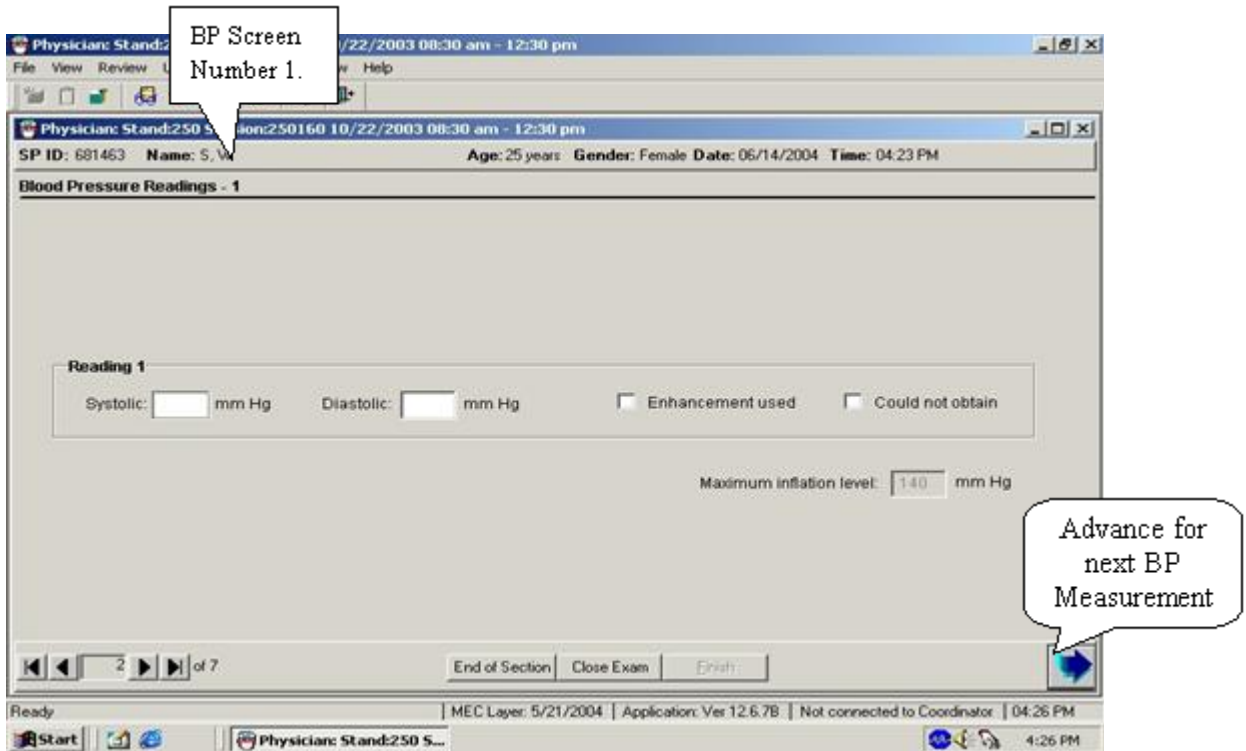 BP Screen
Number 1.
Physician: Stand:2 /22/2003 08:30 am - 12:30 pm
File View Review Help
Physician: Stand:250 ion:250160 10/22/2003 08:30 am - 12:30 pm
SP ID: 681463 Name: S, Age: 25 years Gender: Female Date: 06/14/2004 Time: 04:23 PM
Blood Pressure Readings - 1
Reading 1
Systolic: mm Hg Diastolic: mm Hg Enhancement used Could not obtain
Maximum inflation level: 140 mm Hg
Advance for
next BP
Measurement
2 of 7 End of Section Close Exam Finish
Ready MEC Layer: 5/21/2004 Application: Ver 12.6.7B Not connected to Coordinator 04:26 PM
Start Physician: Stand:250 S... 4:26 PM